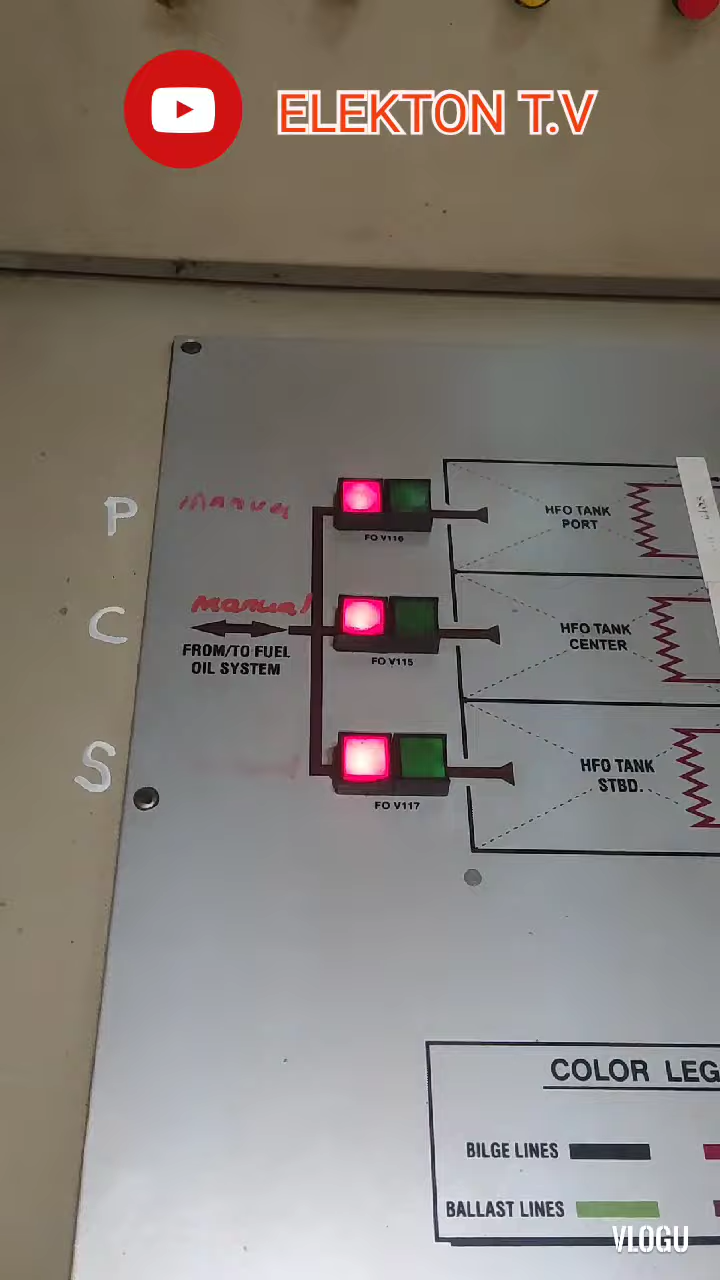 ELEKTON T.V
P
manual
FO V116
HFO TANK
PORT
C
manual
FROM/TO FUEL
OIL SYSTEM
FO V115
HFO TANK
CENTER
S
FO V117
HFO TANK
STBD.
COLOR LEG
BILGE LINES
BALLAST LINES
VLOGU